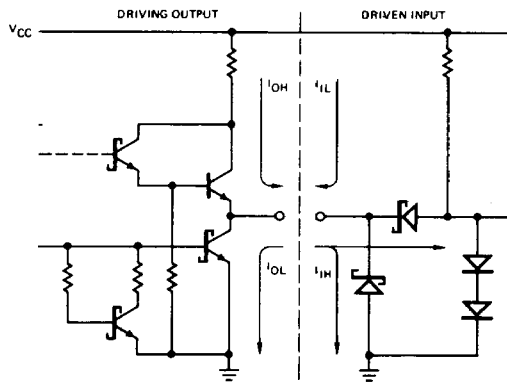 DRIVING OUTPUT
DRIVEN INPUT
VCC
IOH
IIL
IOL
IIH